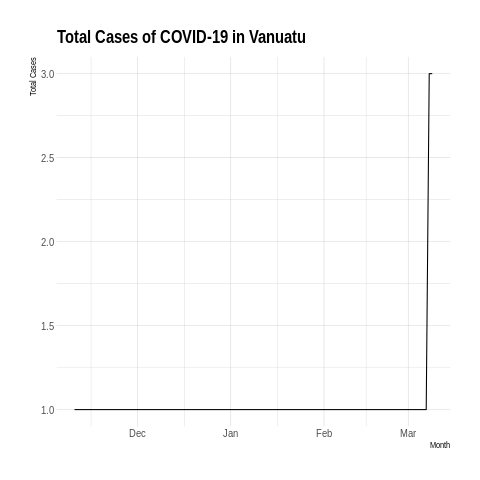 Total Cases of COVID-19 in Vanuatu
Total Cases
3.0
2.5
2.0
1.5
1.0
Dec Jan Feb Mar
Month